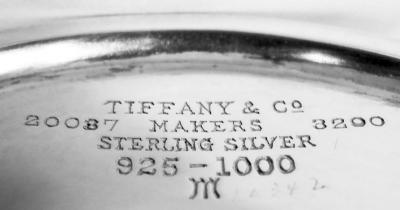 TIFFANY & Co
20087 MAKERS 3200
STERLING SILVER
925-1000
M